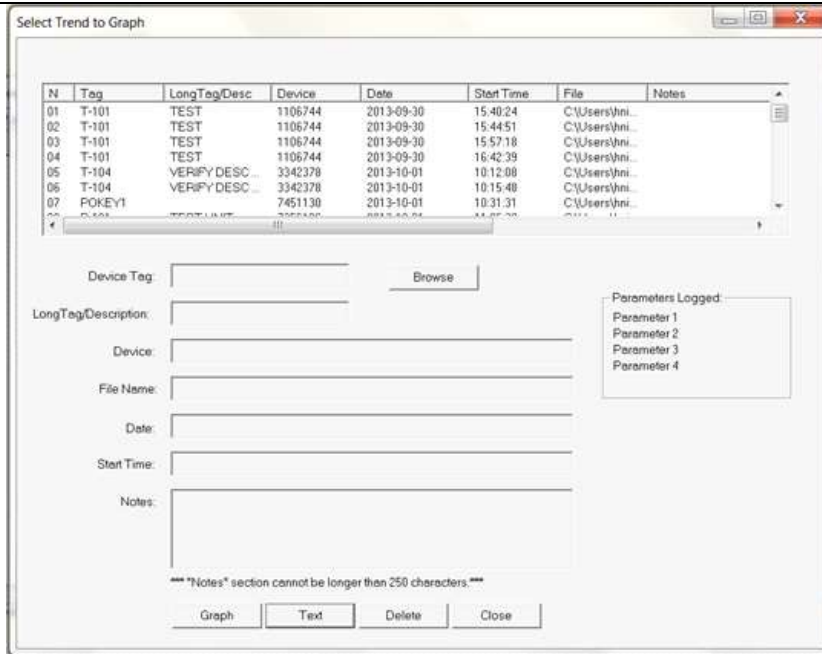 Select Trend to Graph
N Tag LongTag/Desc Device Date Start Time File Notes
01 T-101 TEST 1106744 2013-09-30 15:40:24 C:\Users\hni...
02 T-101 TEST 1106744 2013-09-30 15:44:51 C:\Users\hni...
03 T-101 TEST 1106744 2013-09-30 15:57:18 C:\Users\hni...
04 T-101 TEST 1106744 2013-09-30 16:42:39 C:\Users\hni...
05 T-104 VERIFY DESC... 3342378 2013-10-01 10:12:08 C:\Users\hni...
06 T-104 VERIFY DESC... 3342378 2013-10-01 10:15:48 C:\Users\hni...
07 POKEY1 7451130 2013-10-01 10:31:31 C:\Users\hni...
Device Tag: Browse
LongTag/Description:
Parameters Logged:
Parameter 1
Parameter 2
Parameter 3
Parameter 4
Device:
File Name:
Date:
Start Time:
Notes:
*** "Notes" section cannot be longer than 250 characters.***
Graph Text Delete Close